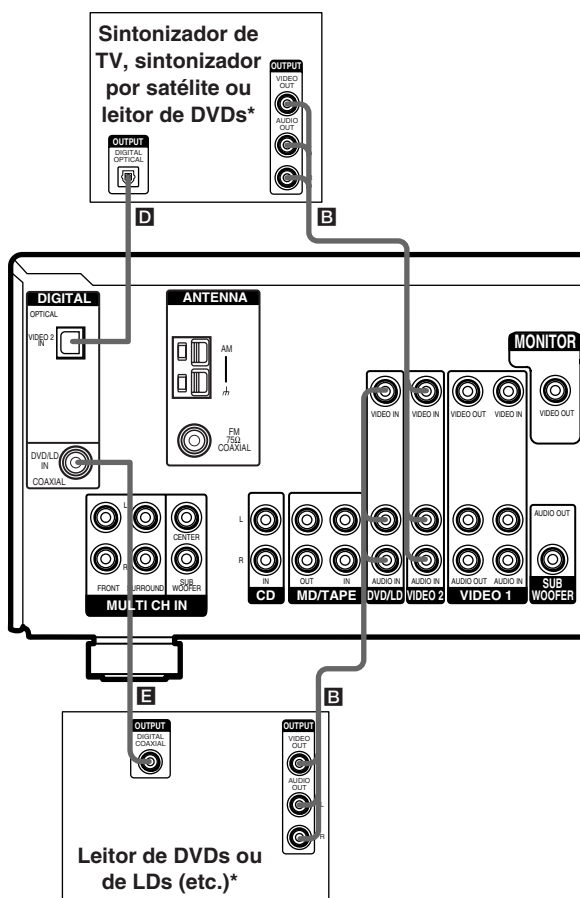 Sintonizador de
TV, sintonizador
por satélite ou
leitor de DVDs*
OUTPUT
VIDEO
OUT
AUDIO
OUT
OUTPUT
DIGITAL
OPTICAL
D
B
DIGITAL
OPTICAL
VIDEO 2
IN
DVD/LD
IN
COAXIAL
ANTENNA
AM
FM
75Ω
COAXIAL
MONITOR
VIDEO OUT
VIDEO IN
VIDEO IN
VIDEO OUT
VIDEO IN
L
R
CENTER
FRONT
SURROUND
SUB
WOOFER
MULTI CH IN
L
R
IN
CD
OUT
IN
MD/TAPE
AUDIO IN
DVD/LD
AUDIO IN
VIDEO 2
AUDIO OUT
AUDIO IN
VIDEO 1
AUDIO OUT
SUB
WOOFER
E
B
OUTPUT
DIGITAL
COAXIAL
OUTPUT
VIDEO
OUT
AUDIO
OUT
L
R
Leitor de DVDs ou
de LDs (etc.)*